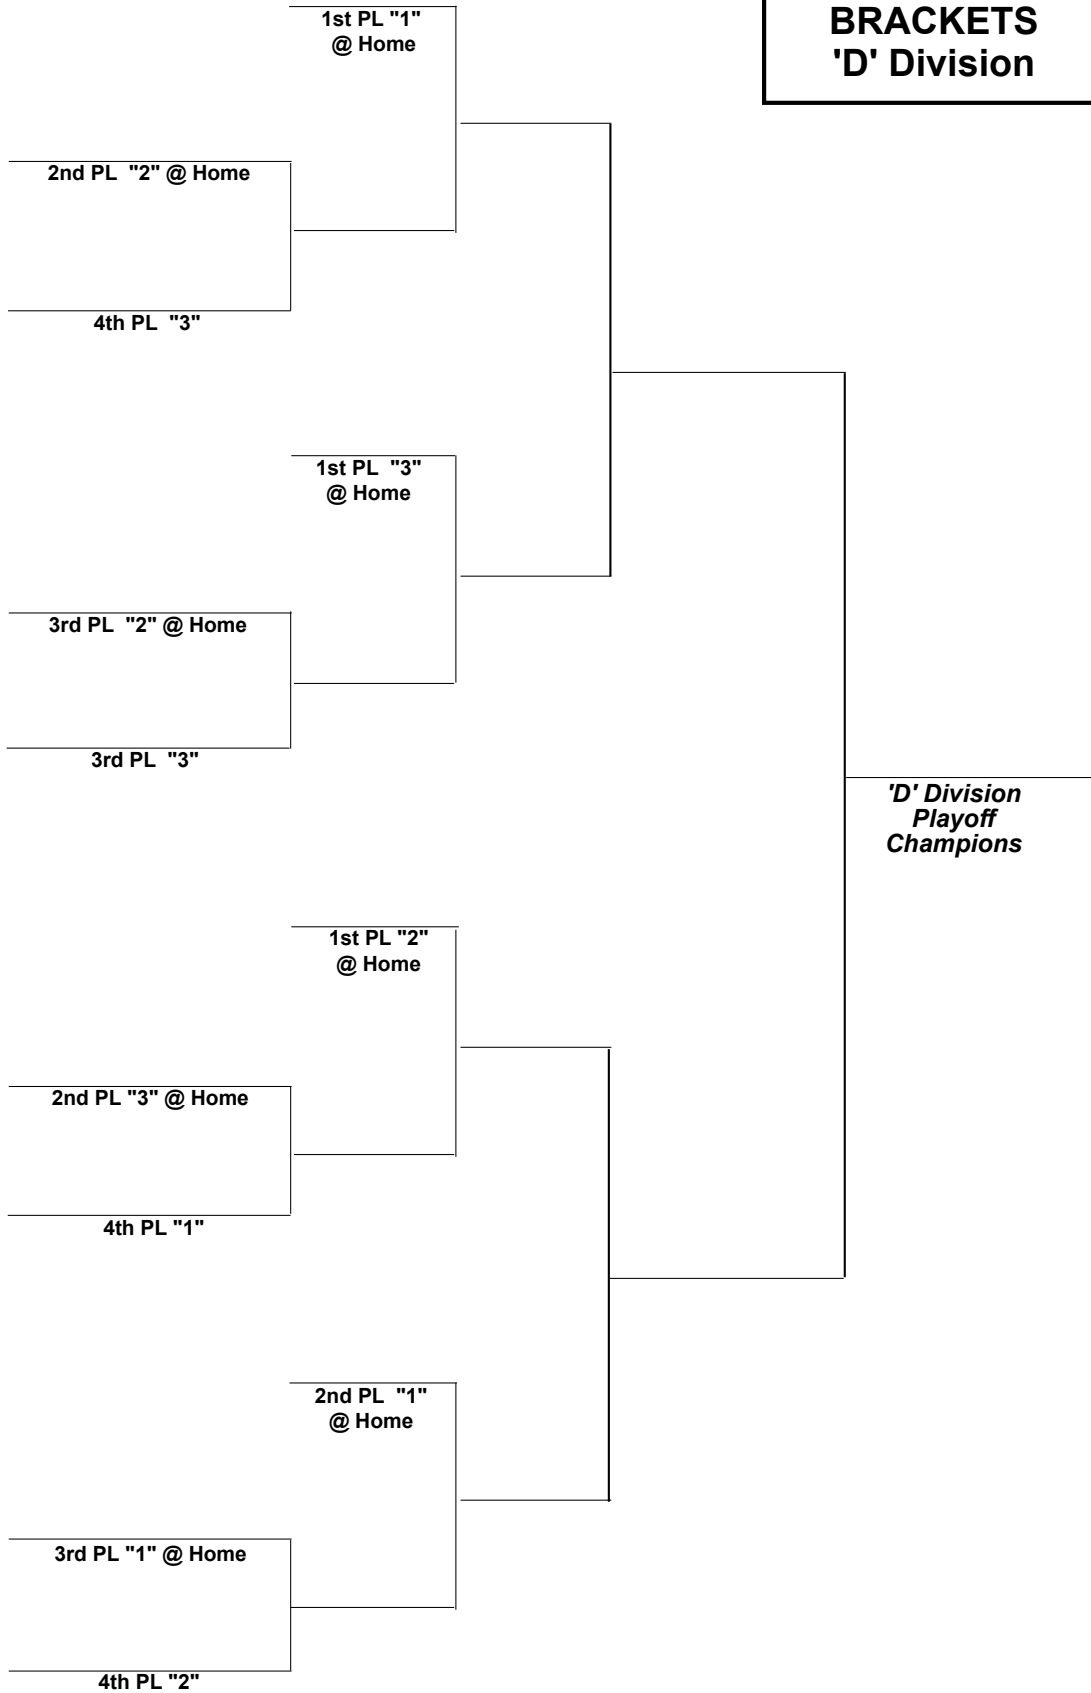 BRACKETS
'D' Division
1st PL "1"
@ Home
2nd PL "2" @ Home
4th PL "3"
1st PL "3"
@ Home
3rd PL "2" @ Home
3rd PL "3"
'D' Division
Playoff
Champions
1st PL "2"
@ Home
2nd PL "3" @ Home
4th PL "1"
2nd PL "1"
@ Home
3rd PL "1" @ Home
4th PL "2"